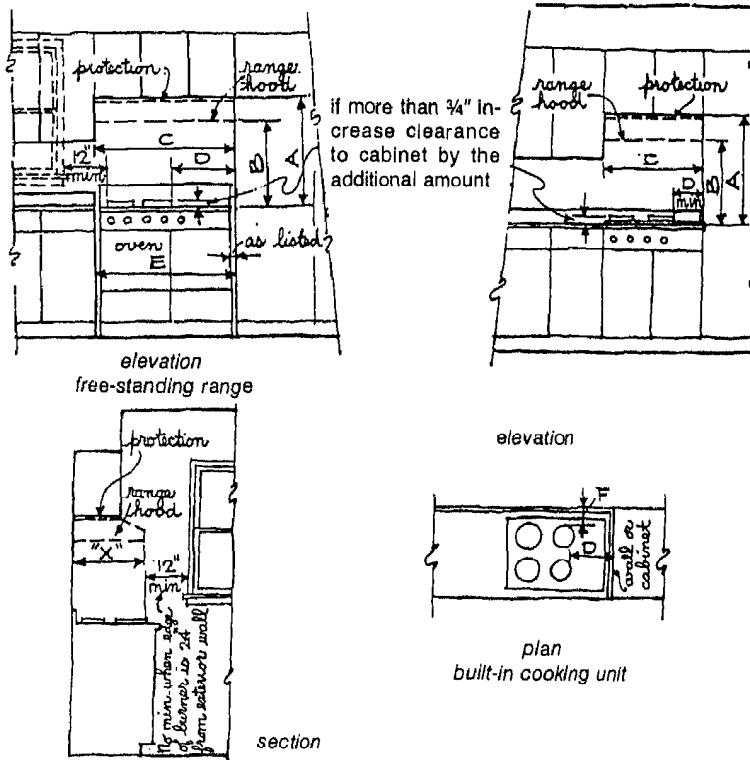 protection
range
hood
if more than ¾" in-
crease clearance
to cabinet by the
additional amount
range
hood
protection
12"
min
C
D
B
A
C
D
min
B
A
oven
E
as listed
elevation
free-standing range
elevation
protection
range
hood
"X"
12"
min
No min. when edge
of burner is 24"
from exterior wall
section
F
D
wall or
cabinet
plan
built-in cooking unit